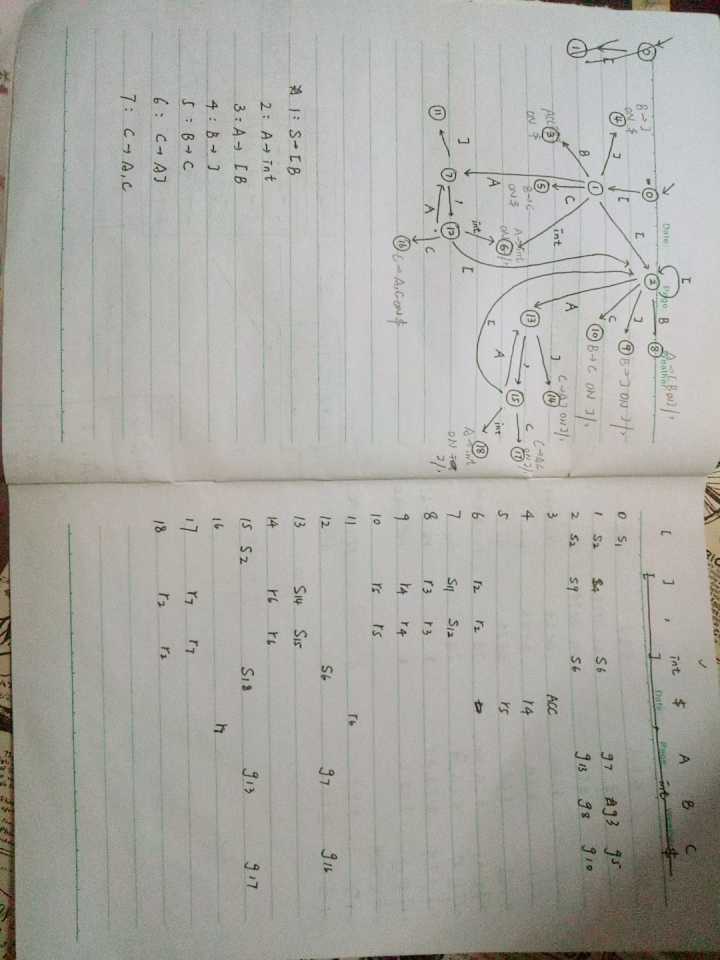 Date Page Weather
0
1
[
0
[
1
B → ]
ON $
4
]
B
ACC
ON $
3
C
5
B → C
ON $
int
A → int
ON ]/,
6
A
[
[
2
B
8
A → [B ON ]/,
]
9
B → ] ON ]/,
C
10
B → C ON ]/,
A
13
]
14
C → A] ON ]/,
,
A
15
C
17
C → A,C
ON ]/,
int
18
A → int
ON
]/,
[
7
]
11
,
A
12
int
[
C
16
C → A,C ON $
1: S → [B
2: A → int
3: A → [B
4: B → ]
5: B → C
6: C → A]
7: C → A,C
[ ] , int $ A B C
Date Page Weather
[ ] , int $
0 S1
1 S2 S4 S6 g7 g3 g5
2 S2 S9 S6 g13 g8 g10
3 ACC
4 r4
5 r5
6 r2 r2
7 S11 S12
8 r3 r3
9 r4 r4
10 r5 r5
11 r6
12 S6 g7 g16
13 S14 S15
14 r6 r6
15 S2 S18 g13 g17
16 r7
17 r7 r7
18 r2 r2